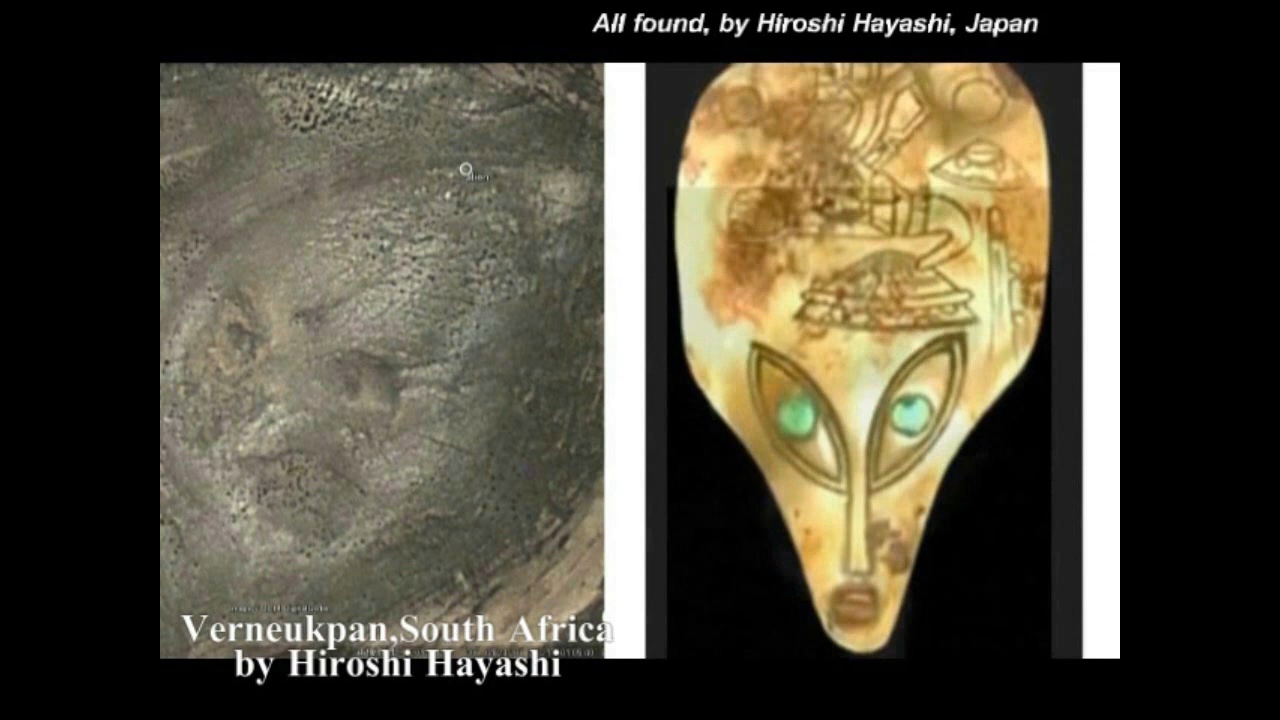 All found, by Hiroshi Hayashi, Japan
Verneukpan,South Africa
by Hiroshi Hayashi